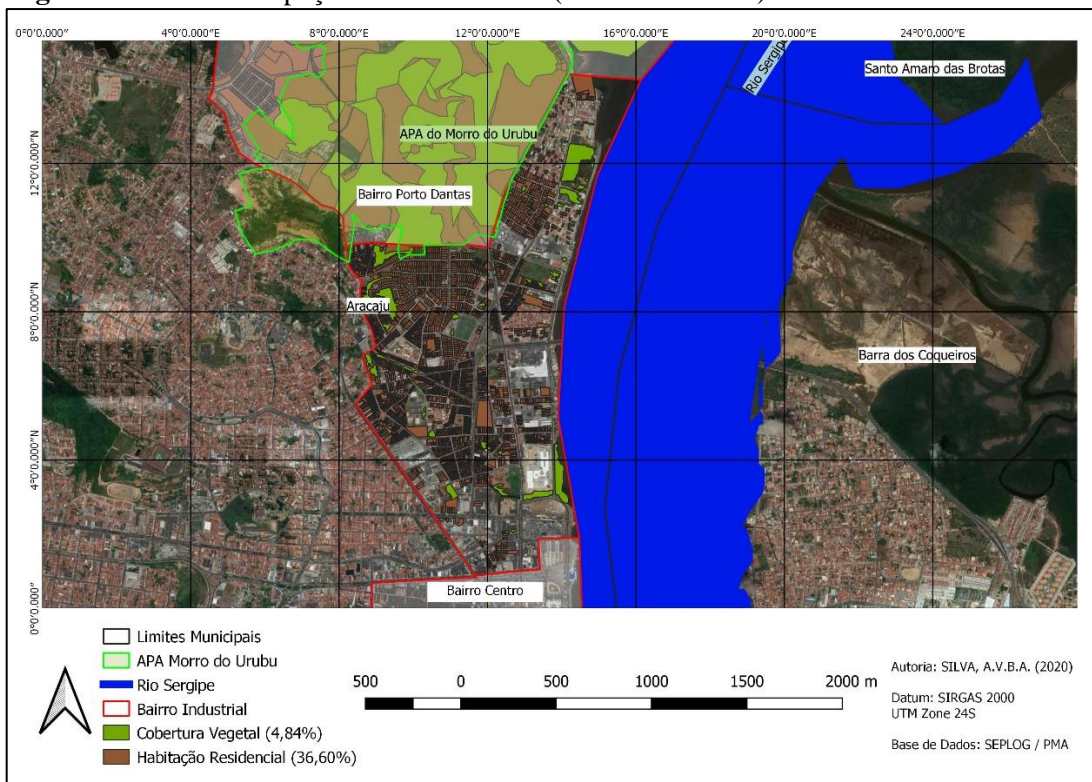 0°0'0.000"E 4°0'0.000"E 8°0'0.000"E 12°0'0.000"E 16°0'0.000"E 20°0'0.000"E 24°0'0.000"E
12°0'0.000"N
8°0'0.000"N
4°0'0.000"N
0°0'0.000"N
Rio Sergipe
Santo Amaro das Brotas
APA do Morro do Urubu
Bairro Porto Dantas
Aracaju
Barra dos Coqueiros
Bairro Centro
Limites Municipais
APA Morro do Urubu
Rio Sergipe
Bairro Industrial
Cobertura Vegetal (4,84%)
Habitação Residencial (36,60%)
500 0 500 1000 1500 2000 m
Autoria: SILVA, A.V.B.A. (2020)
Datum: SIRGAS 2000
UTM Zone 24S
Base de Dados: SEPLOG / PMA